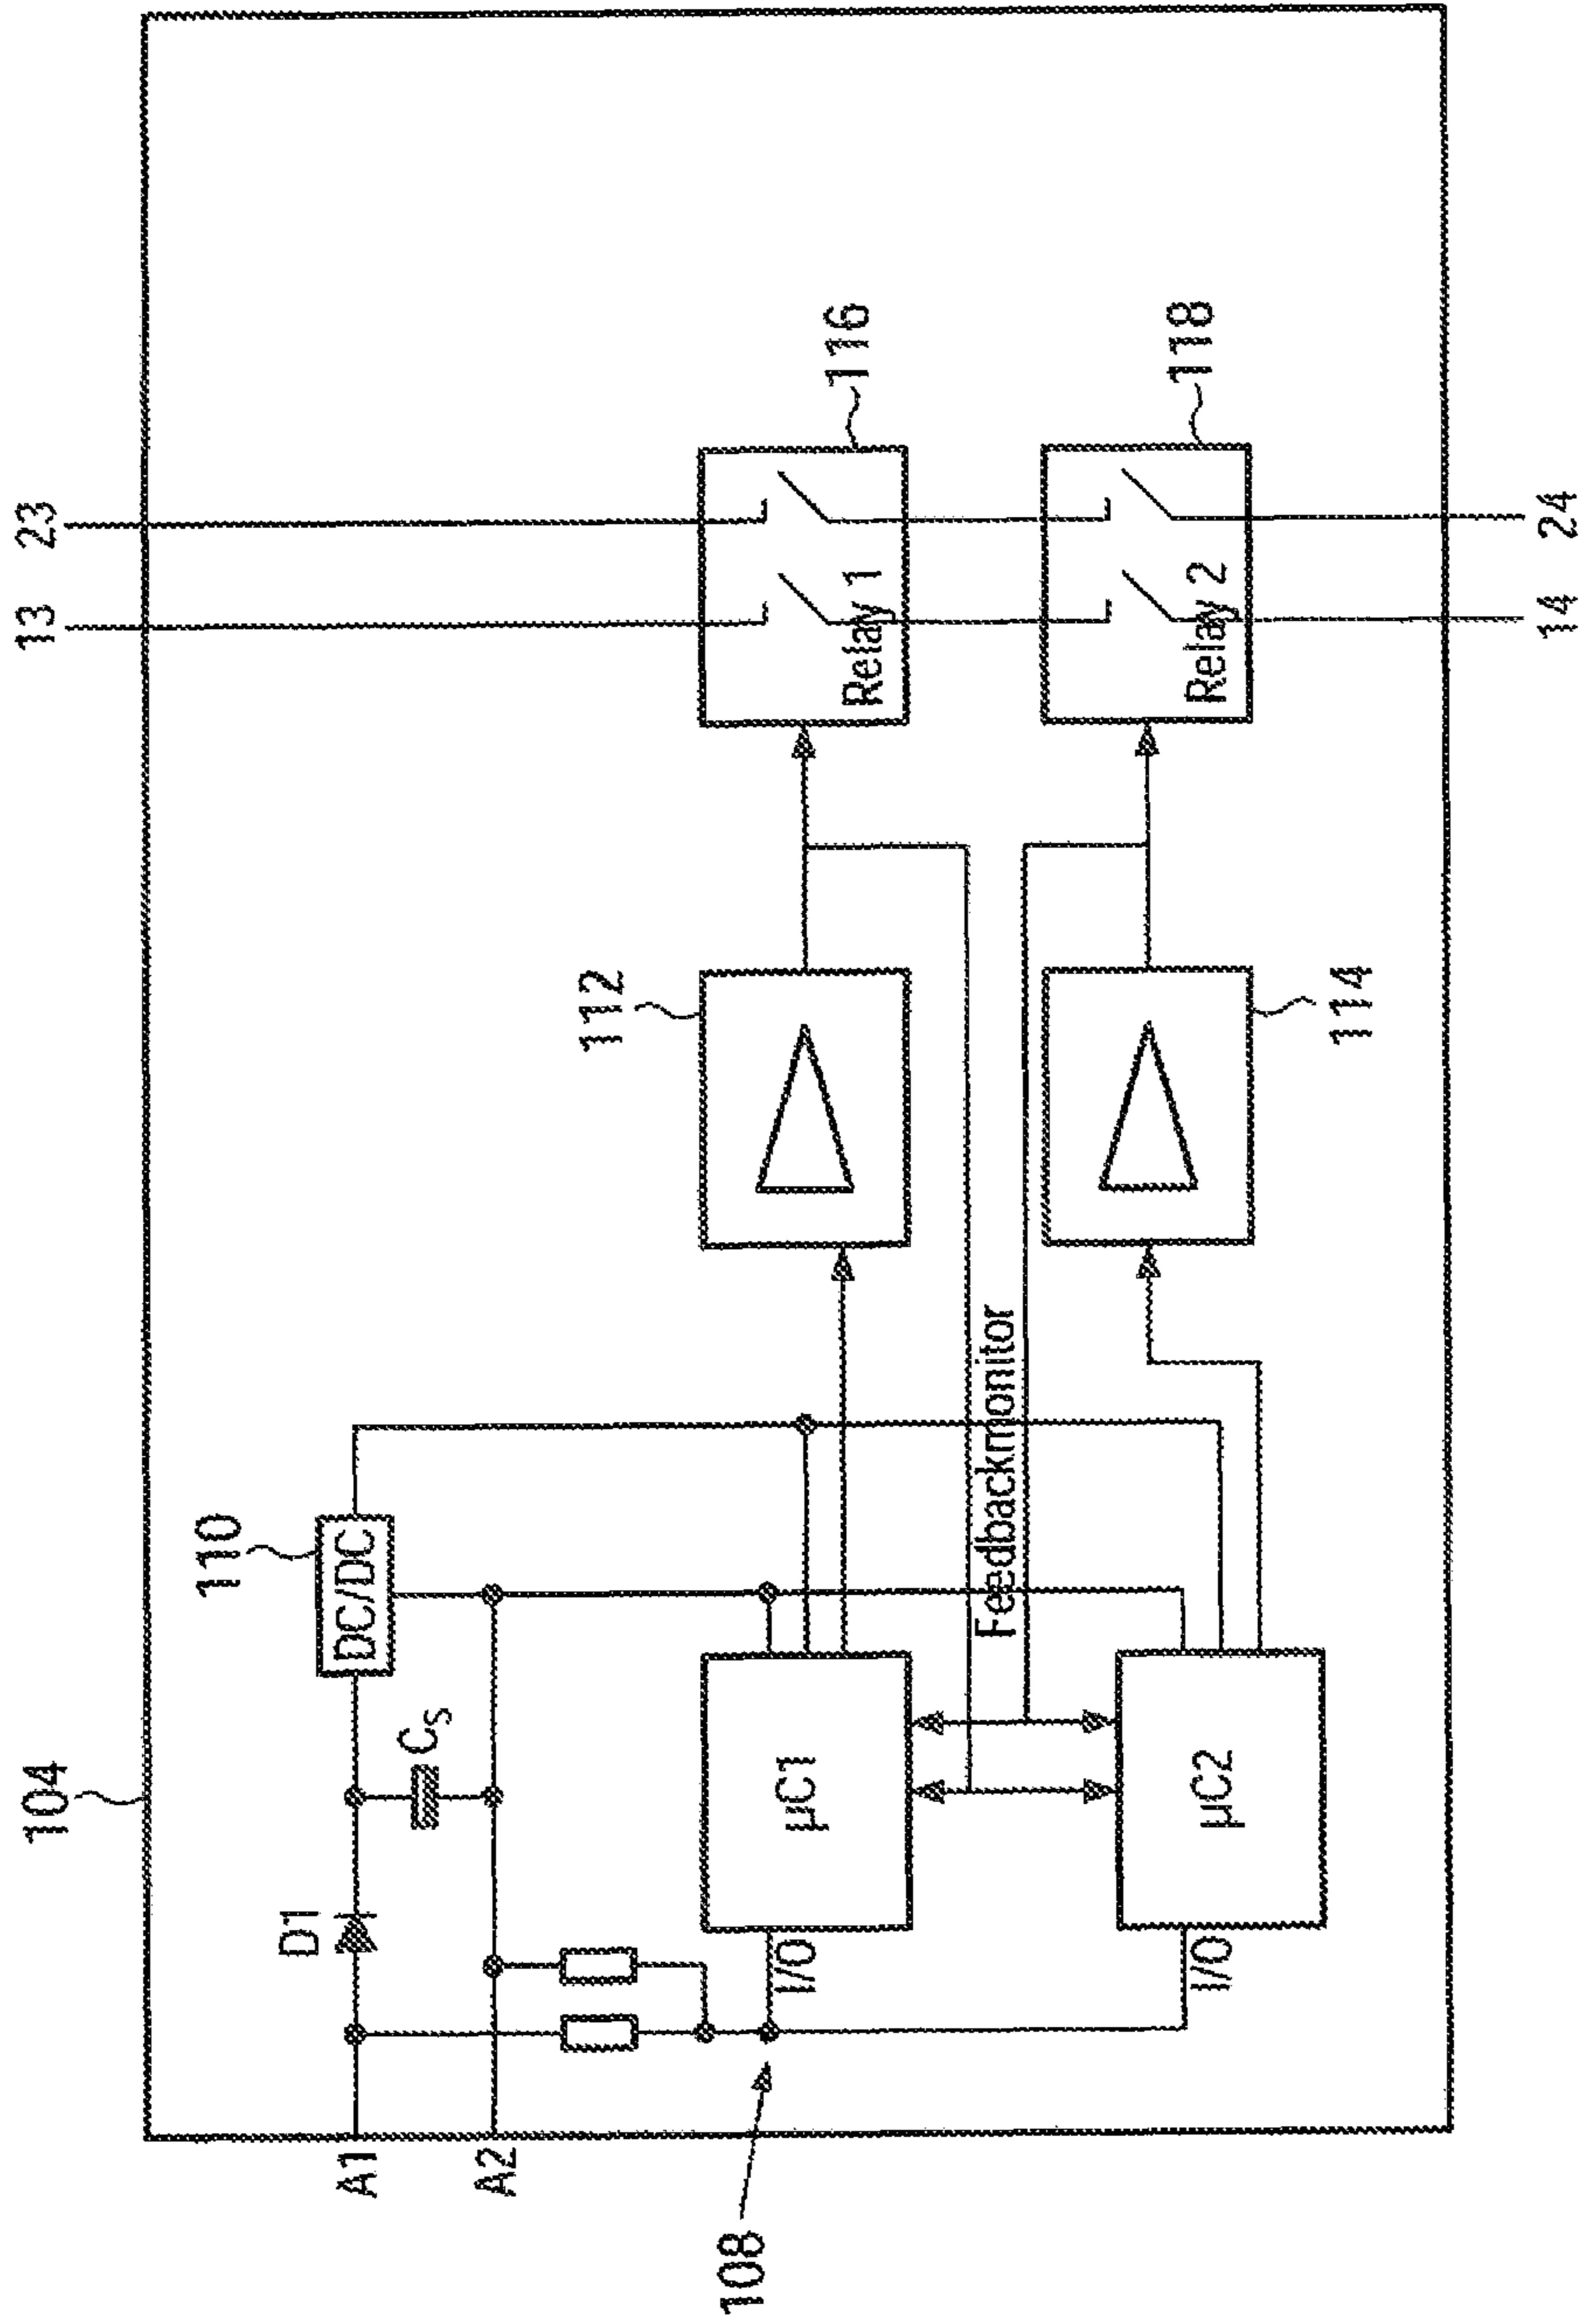 104
110
D1
DC/DC
CS
A1
A2
108
I/O
I/O
µC1
µC2
Feedbackmonitor
112
114
13
23
Relay 1
116
Relay 2
118
14
24